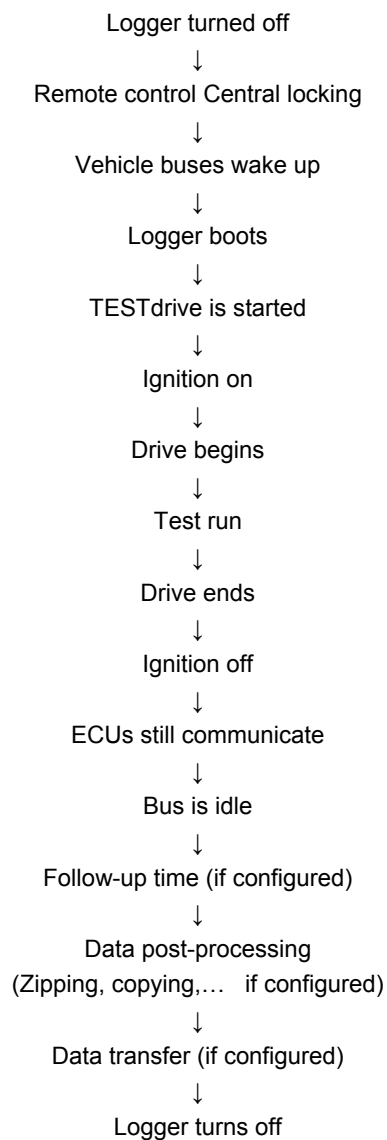 Logger turned off
↓
Remote control Central locking
↓
Vehicle buses wake up
↓
Logger boots
↓
TESTdrive is started
↓
Ignition on
↓
Drive begins
↓
Test run
↓
Drive ends
↓
Ignition off
↓
ECUs still communicate
↓
Bus is idle
↓
Follow-up time (if configured)
↓
Data post-processing
(Zipping, copying,… if configured)
↓
Data transfer (if configured)
↓
Logger turns off